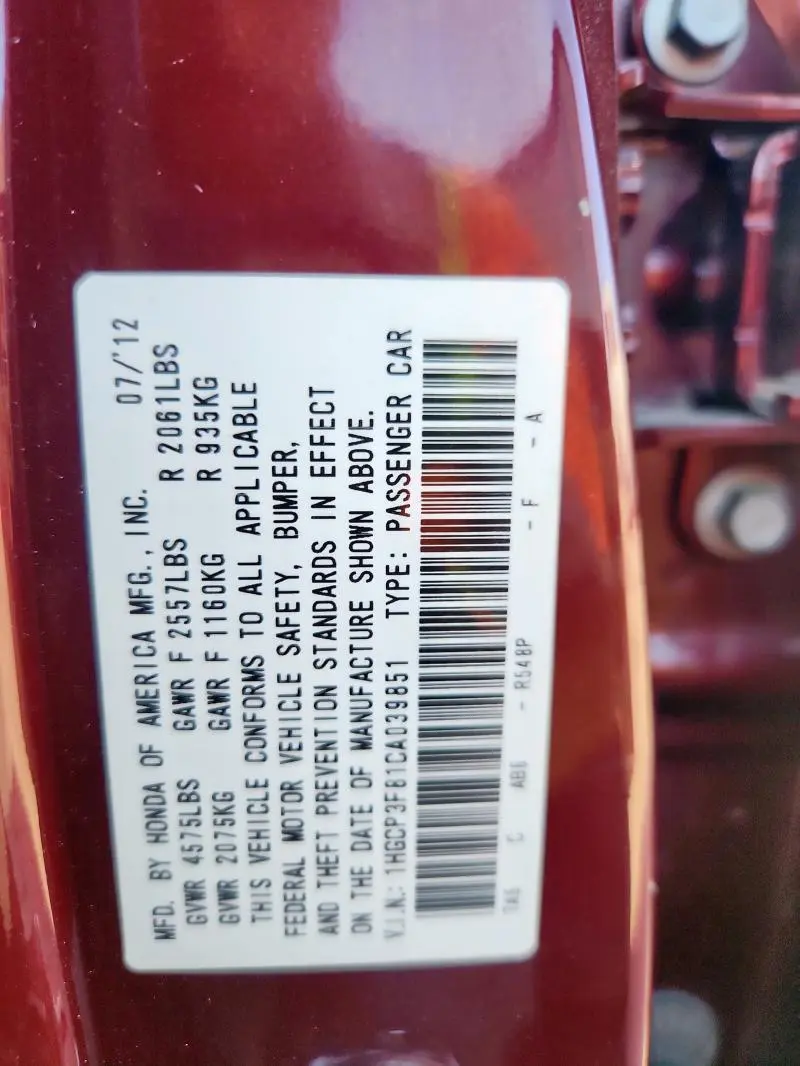 MFD. BY HONDA OF AMERICA MFG., INC. 07/'12
GVWR 4575LBS GAWR F 2557LBS R 2061LBS
GVWR 2075KG GAWR F 1160KG R 935KG
THIS VEHICLE CONFORMS TO ALL APPLICABLE
FEDERAL MOTOR VEHICLE SAFETY, BUMPER,
AND THEFT PREVENTION STANDARDS IN EFFECT
ON THE DATE OF MANUFACTURE SHOWN ABOVE.
V.I.N.: 1HGCP3F81CA039851 TYPE: PASSENGER CAR
C - R548P - F - A